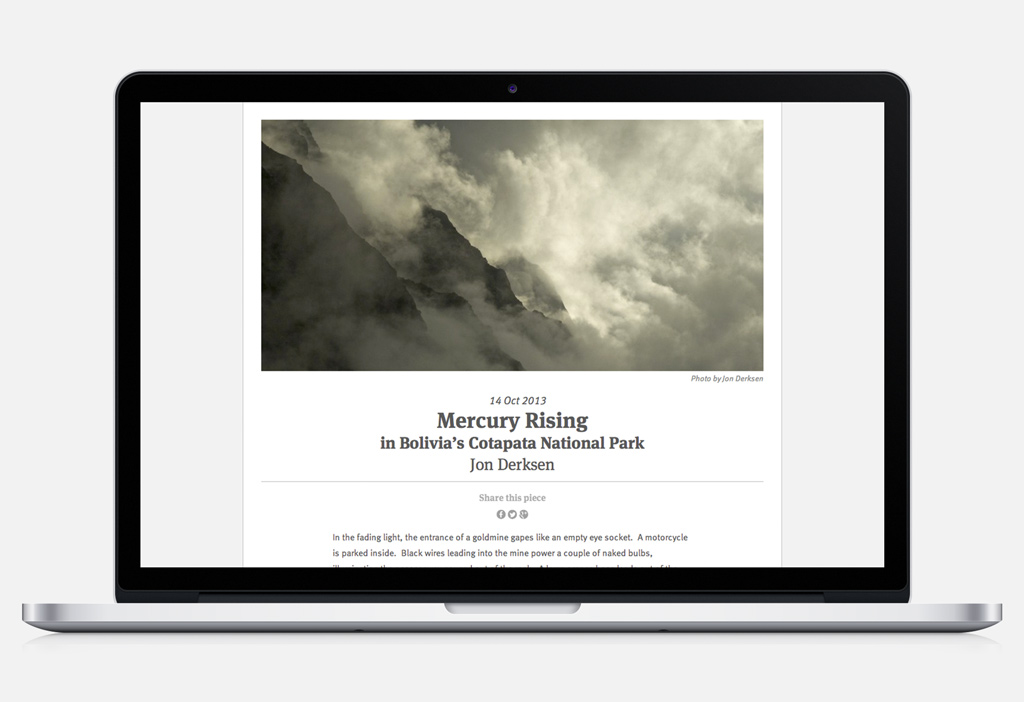 Photo by Jon Derksen
14 Oct 2013
Mercury Rising
in Bolivia's Cotapata National Park
Jon Derksen
Share this piece
In the fading light, the entrance of a goldmine gapes like an empty eye socket. A motorcycle
is parked inside. Black wires leading into the mine power a couple of naked bulbs,